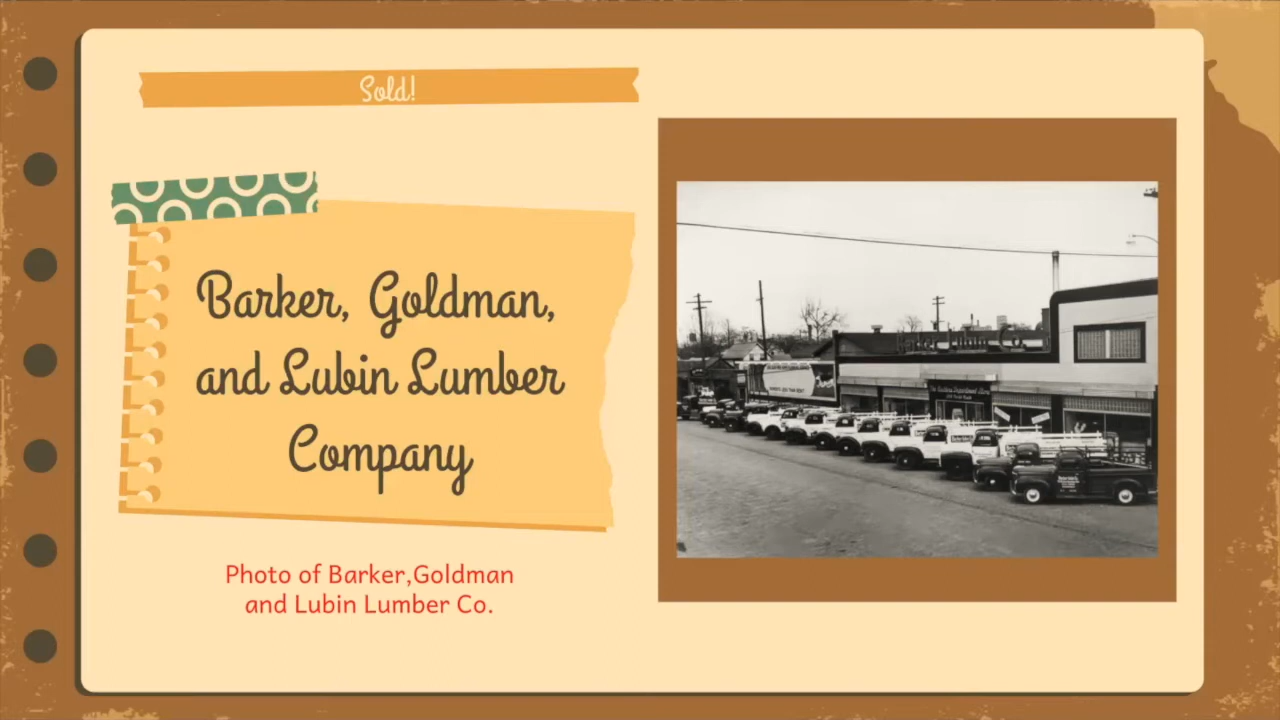 Sold!
Barker, Goldman,
and Lubin Lumber
Company
Photo of Barker,Goldman
and Lubin Lumber Co.